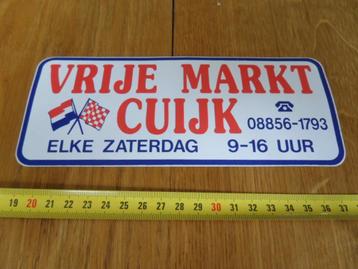 VRIJE MARKT
CUIJK
☎
08856-1793
ELKE ZATERDAG 9-16 UUR
19 20 21 22 23 24 25 26 27 28 29 30 31 32 33 34 35 36 37